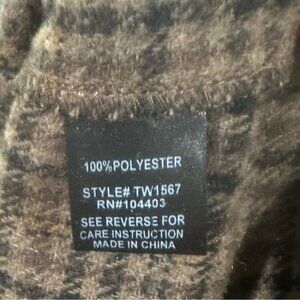 100%POLYESTER
STYLE# TW1567
RN#104403
SEE REVERSE FOR
CARE INSTRUCTION
MADE IN CHINA